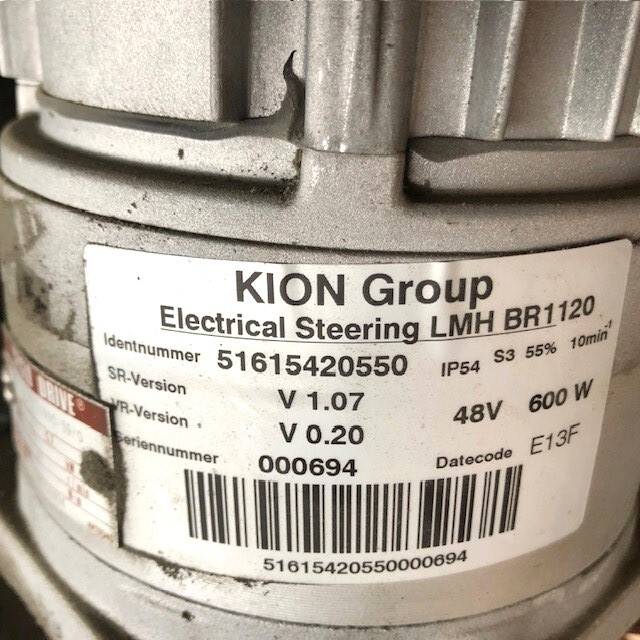 KION Group
Electrical Steering LMH BR1120
Identnummer 51615420550 IP54 S3 55% 10min⁻¹
SR-Version V 1.07
VR-Version V 0.20 48V 600 W
Seriennummer 000694 Datecode E13F
51615420550000694
DRIVE®